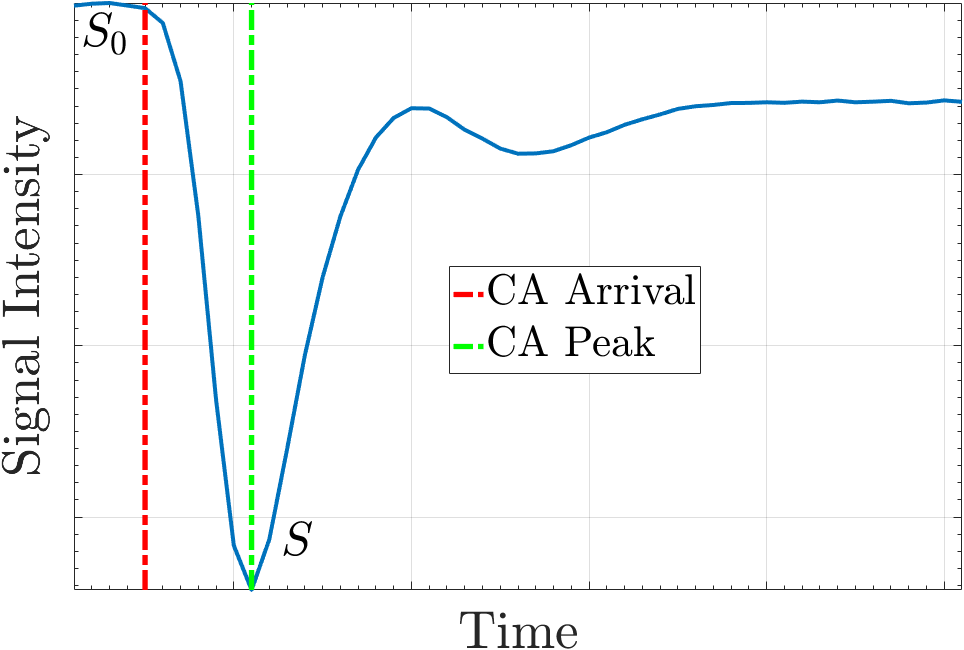 S0
Signal Intensity
CA Arrival
CA Peak
S
Time